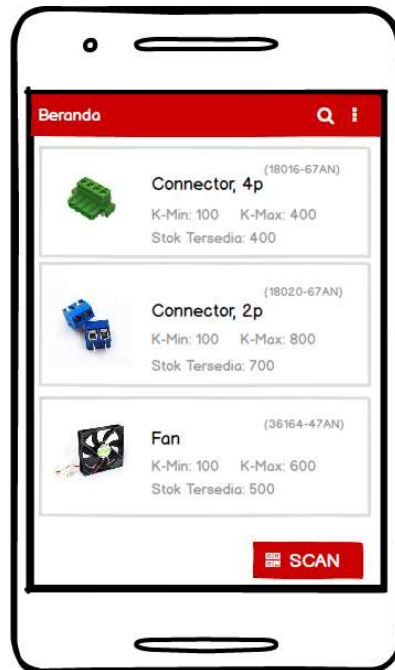 Beranda
(18016-67AN)
Connector, 4p
K-Min: 100 K-Max: 400
Stok Tersedia: 400
(18020-67AN)
Connector, 2p
K-Min: 100 K-Max: 800
Stok Tersedia: 700
(36164-47AN)
Fan
K-Min: 100 K-Max: 600
Stok Tersedia: 500
SCAN